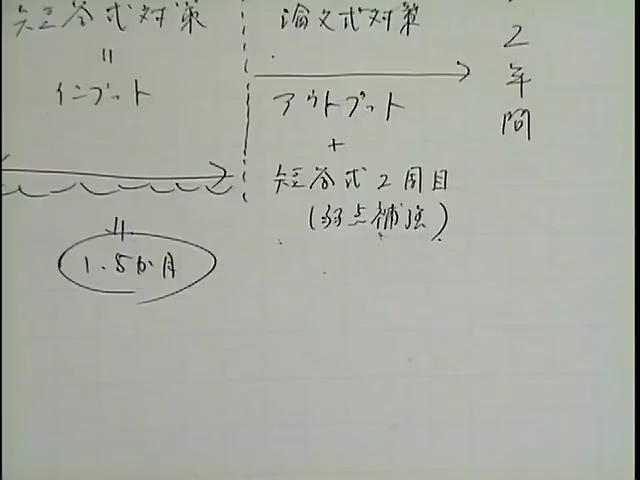 短答式対策
=
インプット
=
1.5か月
論文式対策
アウトプット
+
短答式2周目
(弱点補強)
2年間